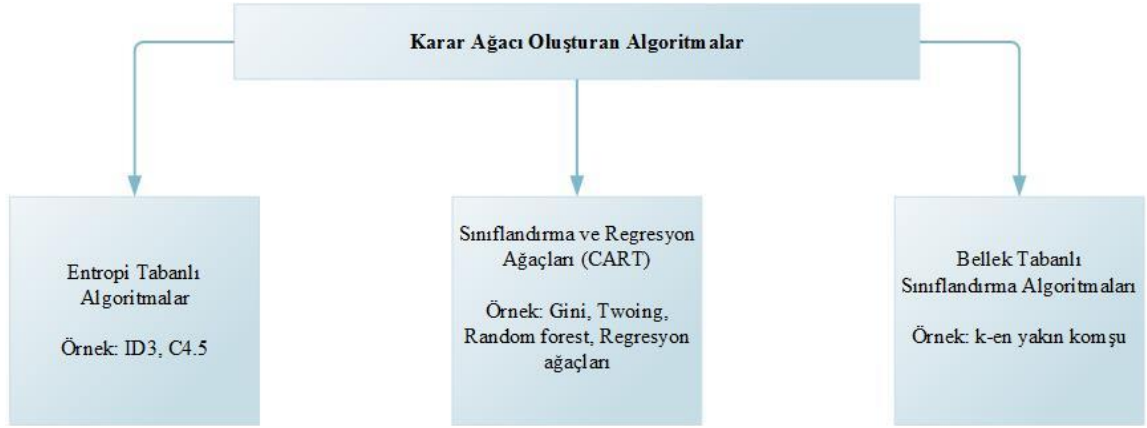 Karar Ağacı Oluşturan Algoritmalar
Entropi Tabanlı
Algoritmalar
Örnek: ID3, C4.5
Sınıflandırma ve Regresyon
Ağaçları (CART)
Örnek: Gini, Twoing,
Random forest, Regresyon
ağaçları
Bellek Tabanlı
Sınıflandırma Algoritmaları
Örnek: k-en yakın komşu